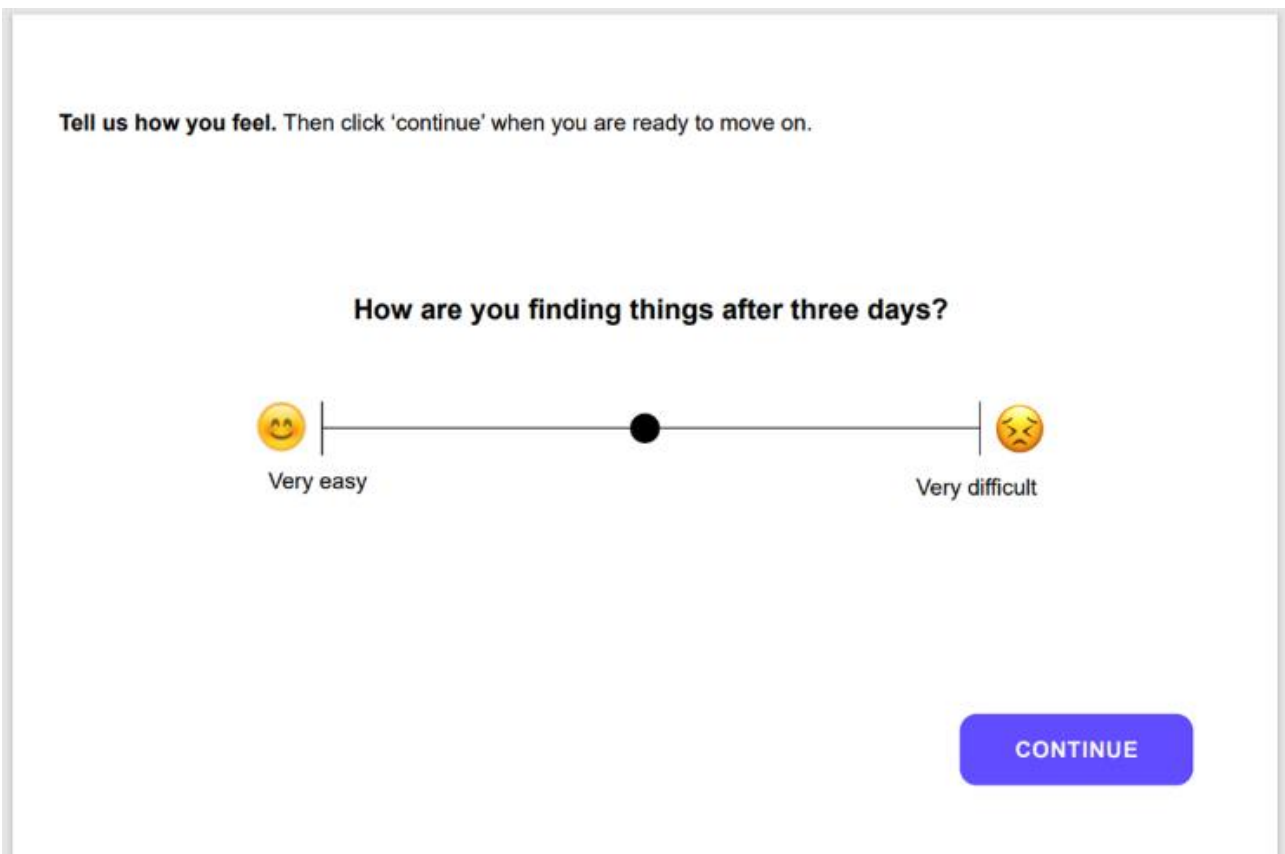 Tell us how you feel. Then click ‘continue’ when you are ready to move on.
How are you finding things after three days?
Very easy
Very difficult
CONTINUE